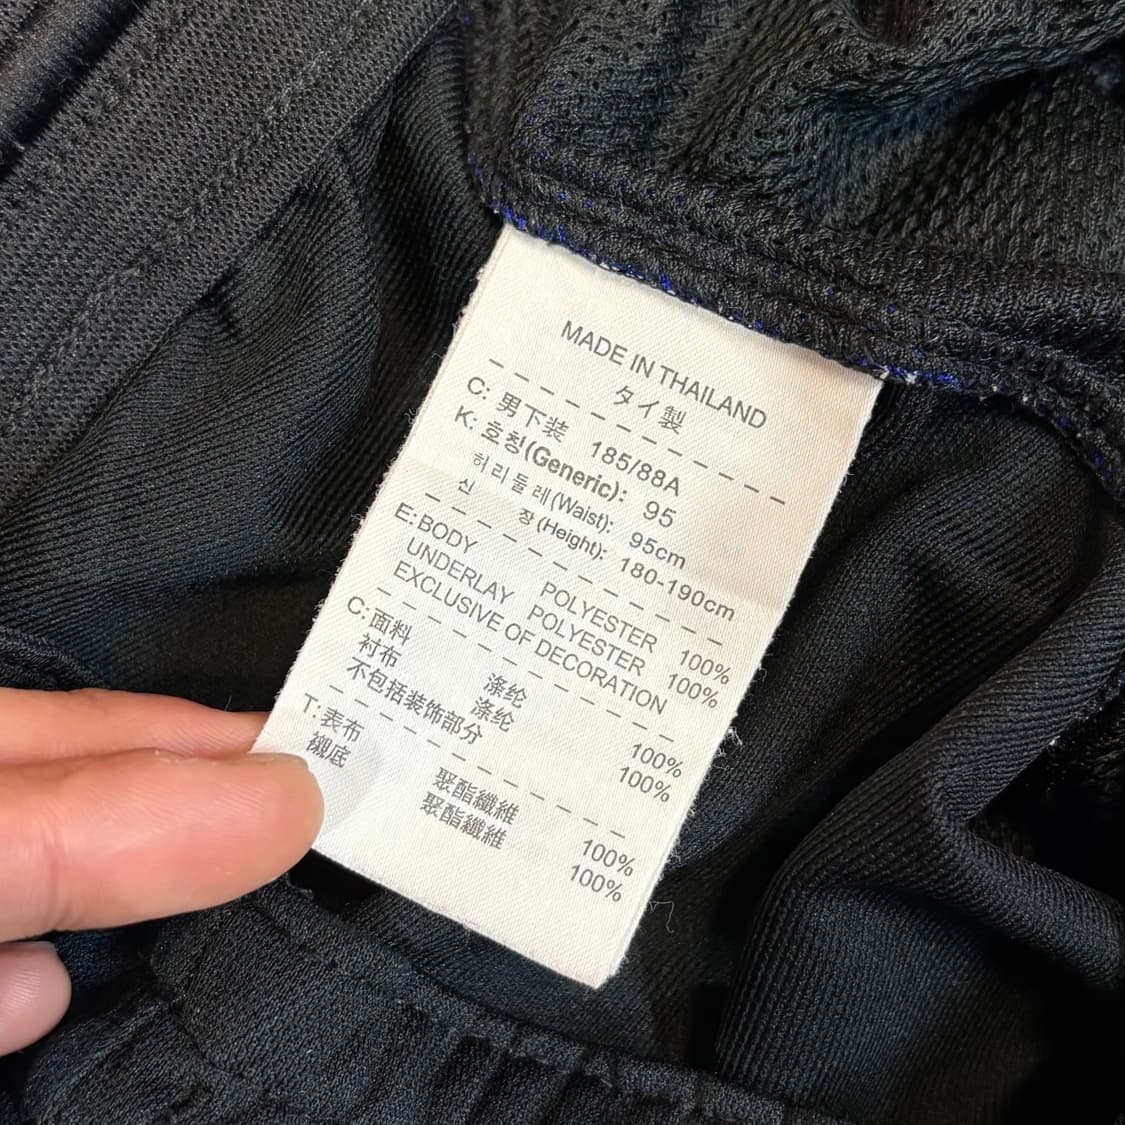 MADE IN THAILAND
タイ製
C: 男下装 185/88A
K: 호칭(Generic): 95
허리둘레(Waist): 95cm
신 장(Height): 180-190cm
E: BODY POLYESTER 100%
UNDERLAY POLYESTER 100%
EXCLUSIVE OF DECORATION
C: 面料 涤纶 100%
衬布 涤纶 100%
不包括装饰部分
T: 表布 聚酯纖維 100%
襯底 聚酯纖維 100%